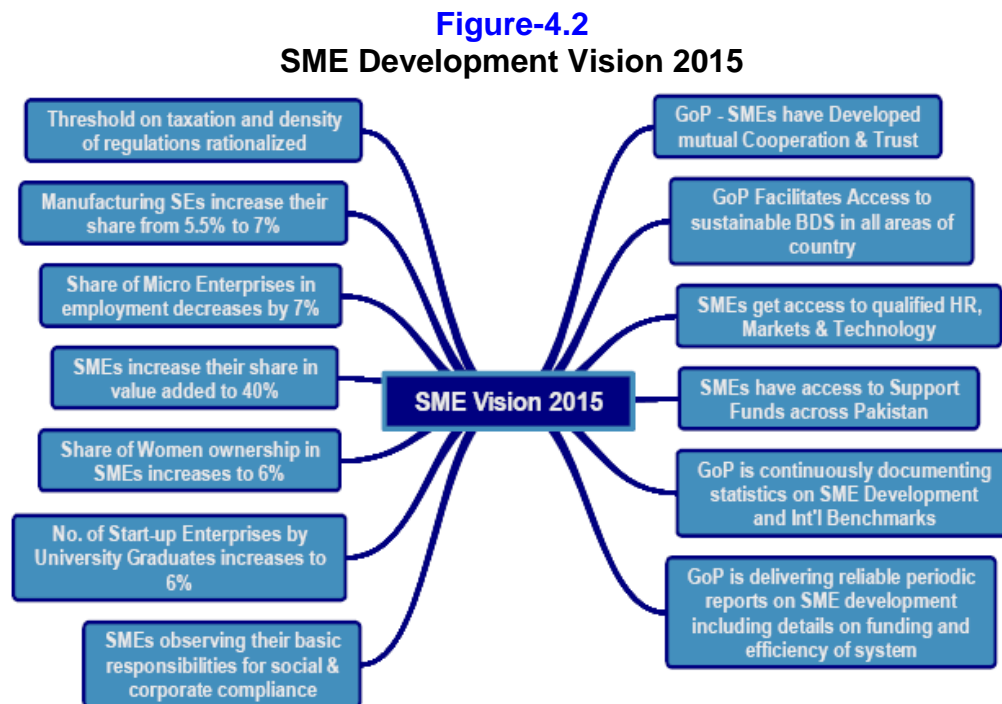 Figure-4.2
SME Development Vision 2015
Threshold on taxation and density
of regulations rationalized
Manufacturing SEs increase their
share from 5.5% to 7%
Share of Micro Enterprises in
employment decreases by 7%
SMEs increase their share in
value added to 40%
Share of Women ownership in
SMEs increases to 6%
No. of Start-up Enterprises by
University Graduates increases to
6%
SMEs observing their basic
responsibilities for social &
corporate compliance
SME Vision 2015
GoP - SMEs have Developed
mutual Cooperation & Trust
GoP Facilitates Access to
sustainable BDS in all areas of
country
SMEs get access to qualified HR,
Markets & Technology
SMEs have access to Support
Funds across Pakistan
GoP is continuously documenting
statistics on SME Development
and Int'l Benchmarks
GoP is delivering reliable periodic
reports on SME development
including details on funding and
efficiency of system